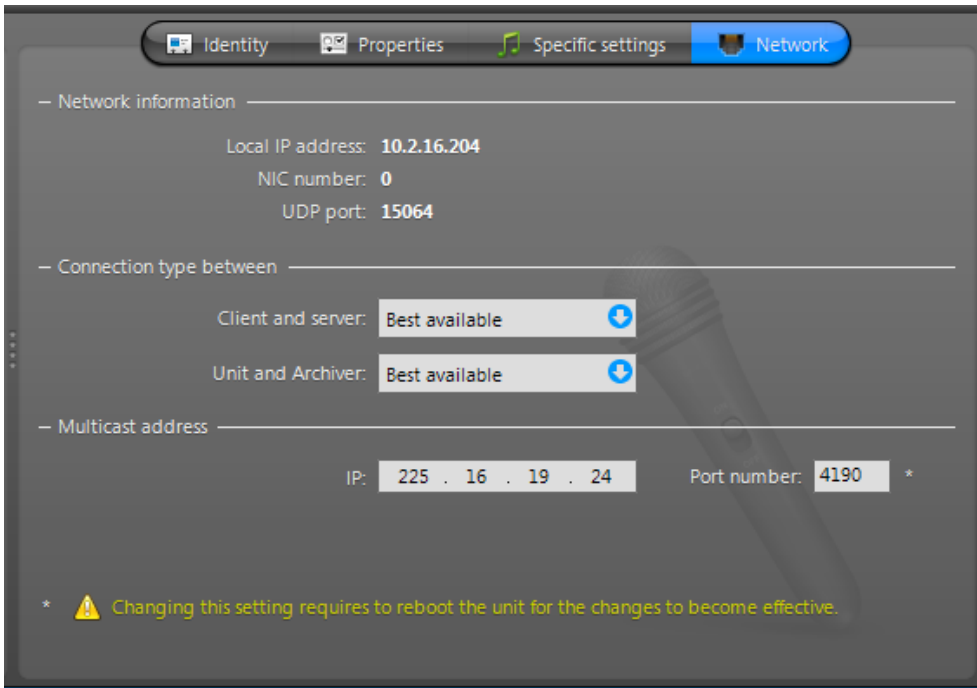 Identity Properties Specific settings Network
Network information
Local IP address: 10.2.16.204
NIC number: 0
UDP port: 15064
Connection type between
Client and server: Best available
Unit and Archiver: Best available
Multicast address
IP: 225 . 16 . 19 . 24 Port number: 4190 *
* Changing this setting requires to reboot the unit for the changes to become effective.